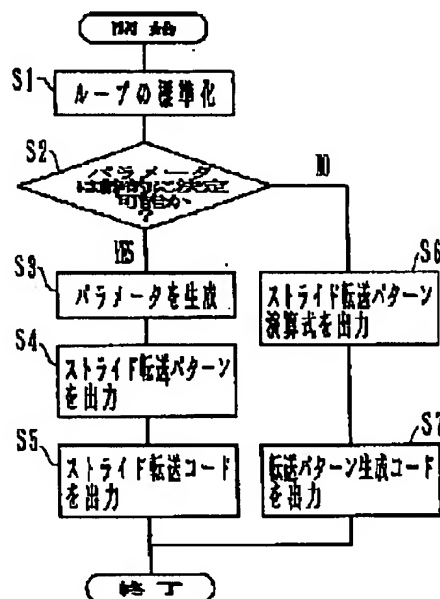 開始
S1
ループの標準化
S2
パラメータ
は静的に決定
可能か
?
NO
YES
S3
パラメータを生成
S6
ストライド転送パターン
演算式を出力
S4
ストライド転送パターン
を出力
S5
ストライド転送コード
を出力
S7
転送パターン生成コード
を出力
終了